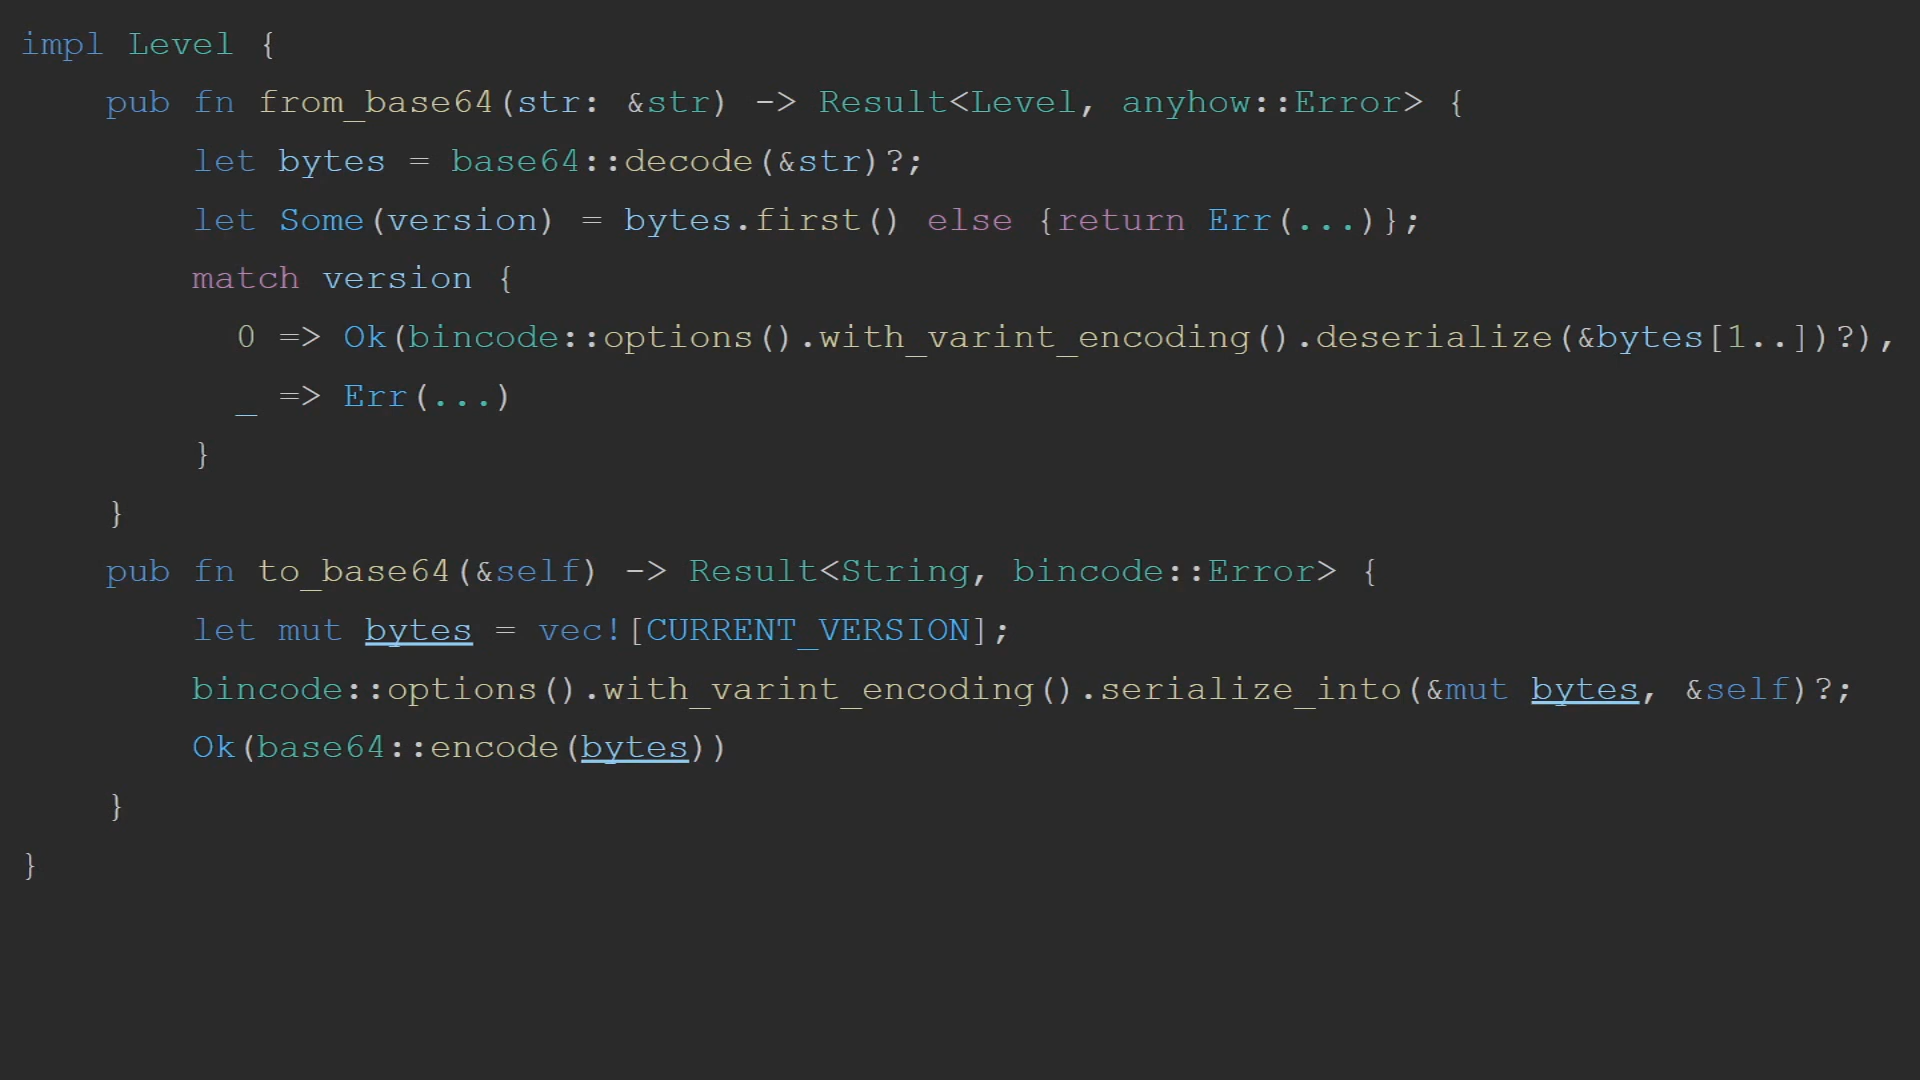 impl Level {
pub fn from_base64(str: &str) -> Result<Level, anyhow::Error> {
let bytes = base64::decode(&str)?;
let Some(version) = bytes.first() else {return Err(...)};
match version {
0 => Ok(bincode::options().with_varint_encoding().deserialize(&bytes[1..])?),
_ => Err(...)
}
}
pub fn to_base64(&self) -> Result<String, bincode::Error> {
let mut bytes = vec![CURRENT_VERSION];
bincode::options().with_varint_encoding().serialize_into(&mut bytes, &self)?;
Ok(base64::encode(bytes))
}
}